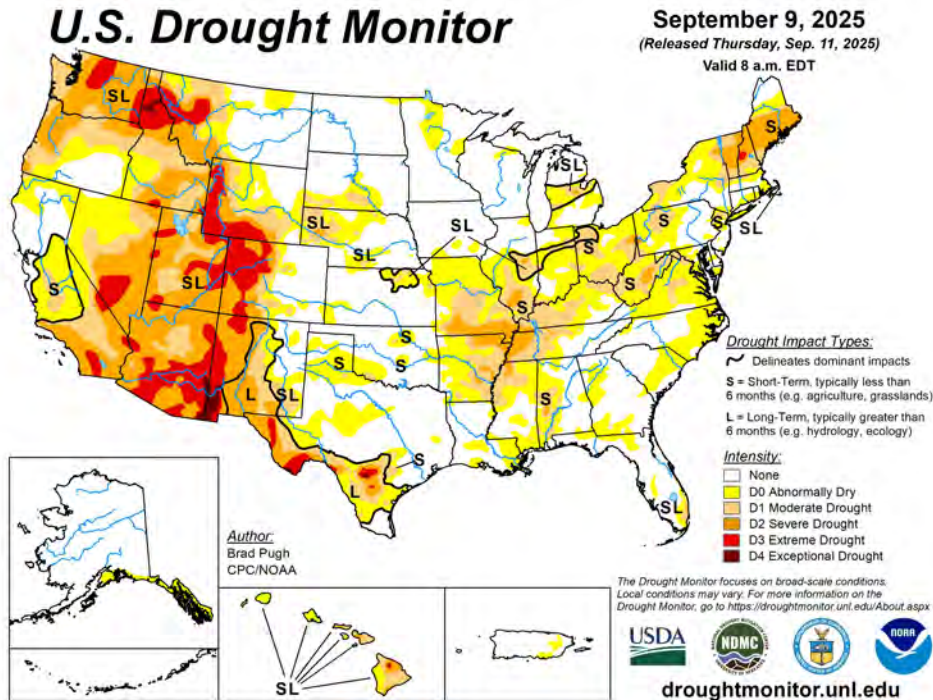 U.S. Drought Monitor
September 9, 2025
(Released Thursday, Sep. 11, 2025)
Valid 8 a.m. EDT
SL
S
SL
SL
S
SL
S
SL
SL
S
SL
S
S
S
S
S
SL
S
S
L
SL
S
S
L
SL
Drought Impact Types:
Delineates dominant impacts
S = Short-Term, typically less than
6 months (e.g. agriculture, grasslands)
L = Long-Term, typically greater than
6 months (e.g. hydrology, ecology)
Intensity:
None
D0 Abnormally Dry
D1 Moderate Drought
D2 Severe Drought
D3 Extreme Drought
D4 Exceptional Drought
Author:
Brad Pugh
CPC/NOAA
SL
The Drought Monitor focuses on broad-scale conditions.
Local conditions may vary. For more information on the
Drought Monitor, go to https://droughtmonitor.unl.edu/About.aspx
USDA
NDMC
NOAA
droughtmonitor.unl.edu